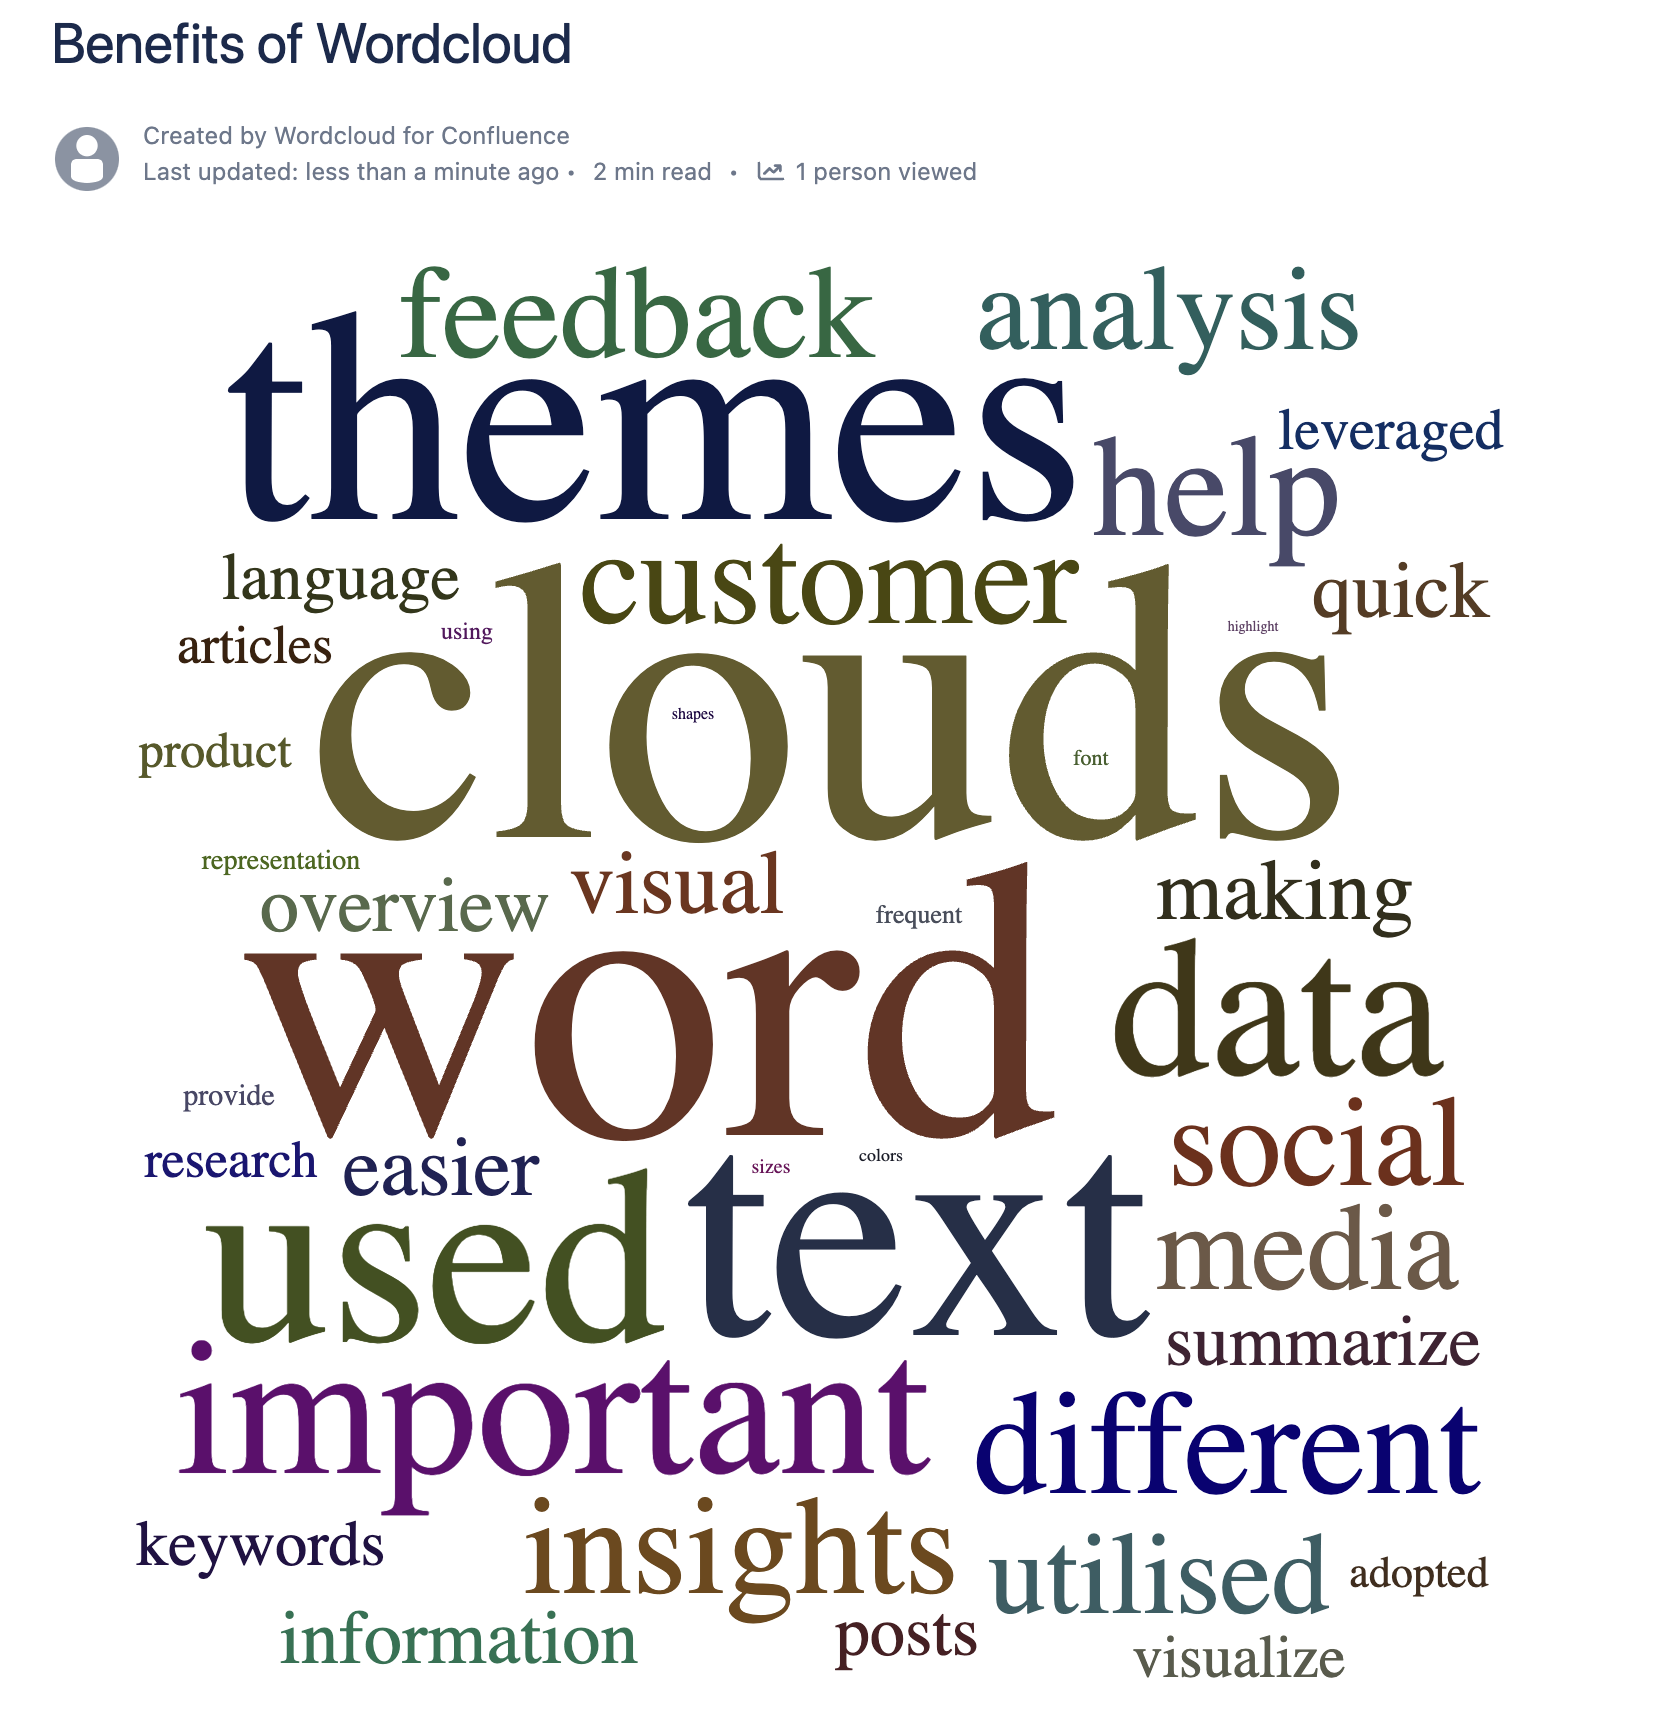 Benefits of Wordcloud
Created by Wordcloud for Confluence
Last updated: less than a minute ago • 2 min read • 1 person viewed
feedback
analysis
themes
leveraged
help
language
customer
quick
articles
using
highlight
clouds
shapes
product
font
representation
overview
visual
frequent
making
word
data
provide
social
research
easier
sizes
colors
used
text
media
summarize
important
different
keywords
insights
utilised
adopted
information
posts
visualize